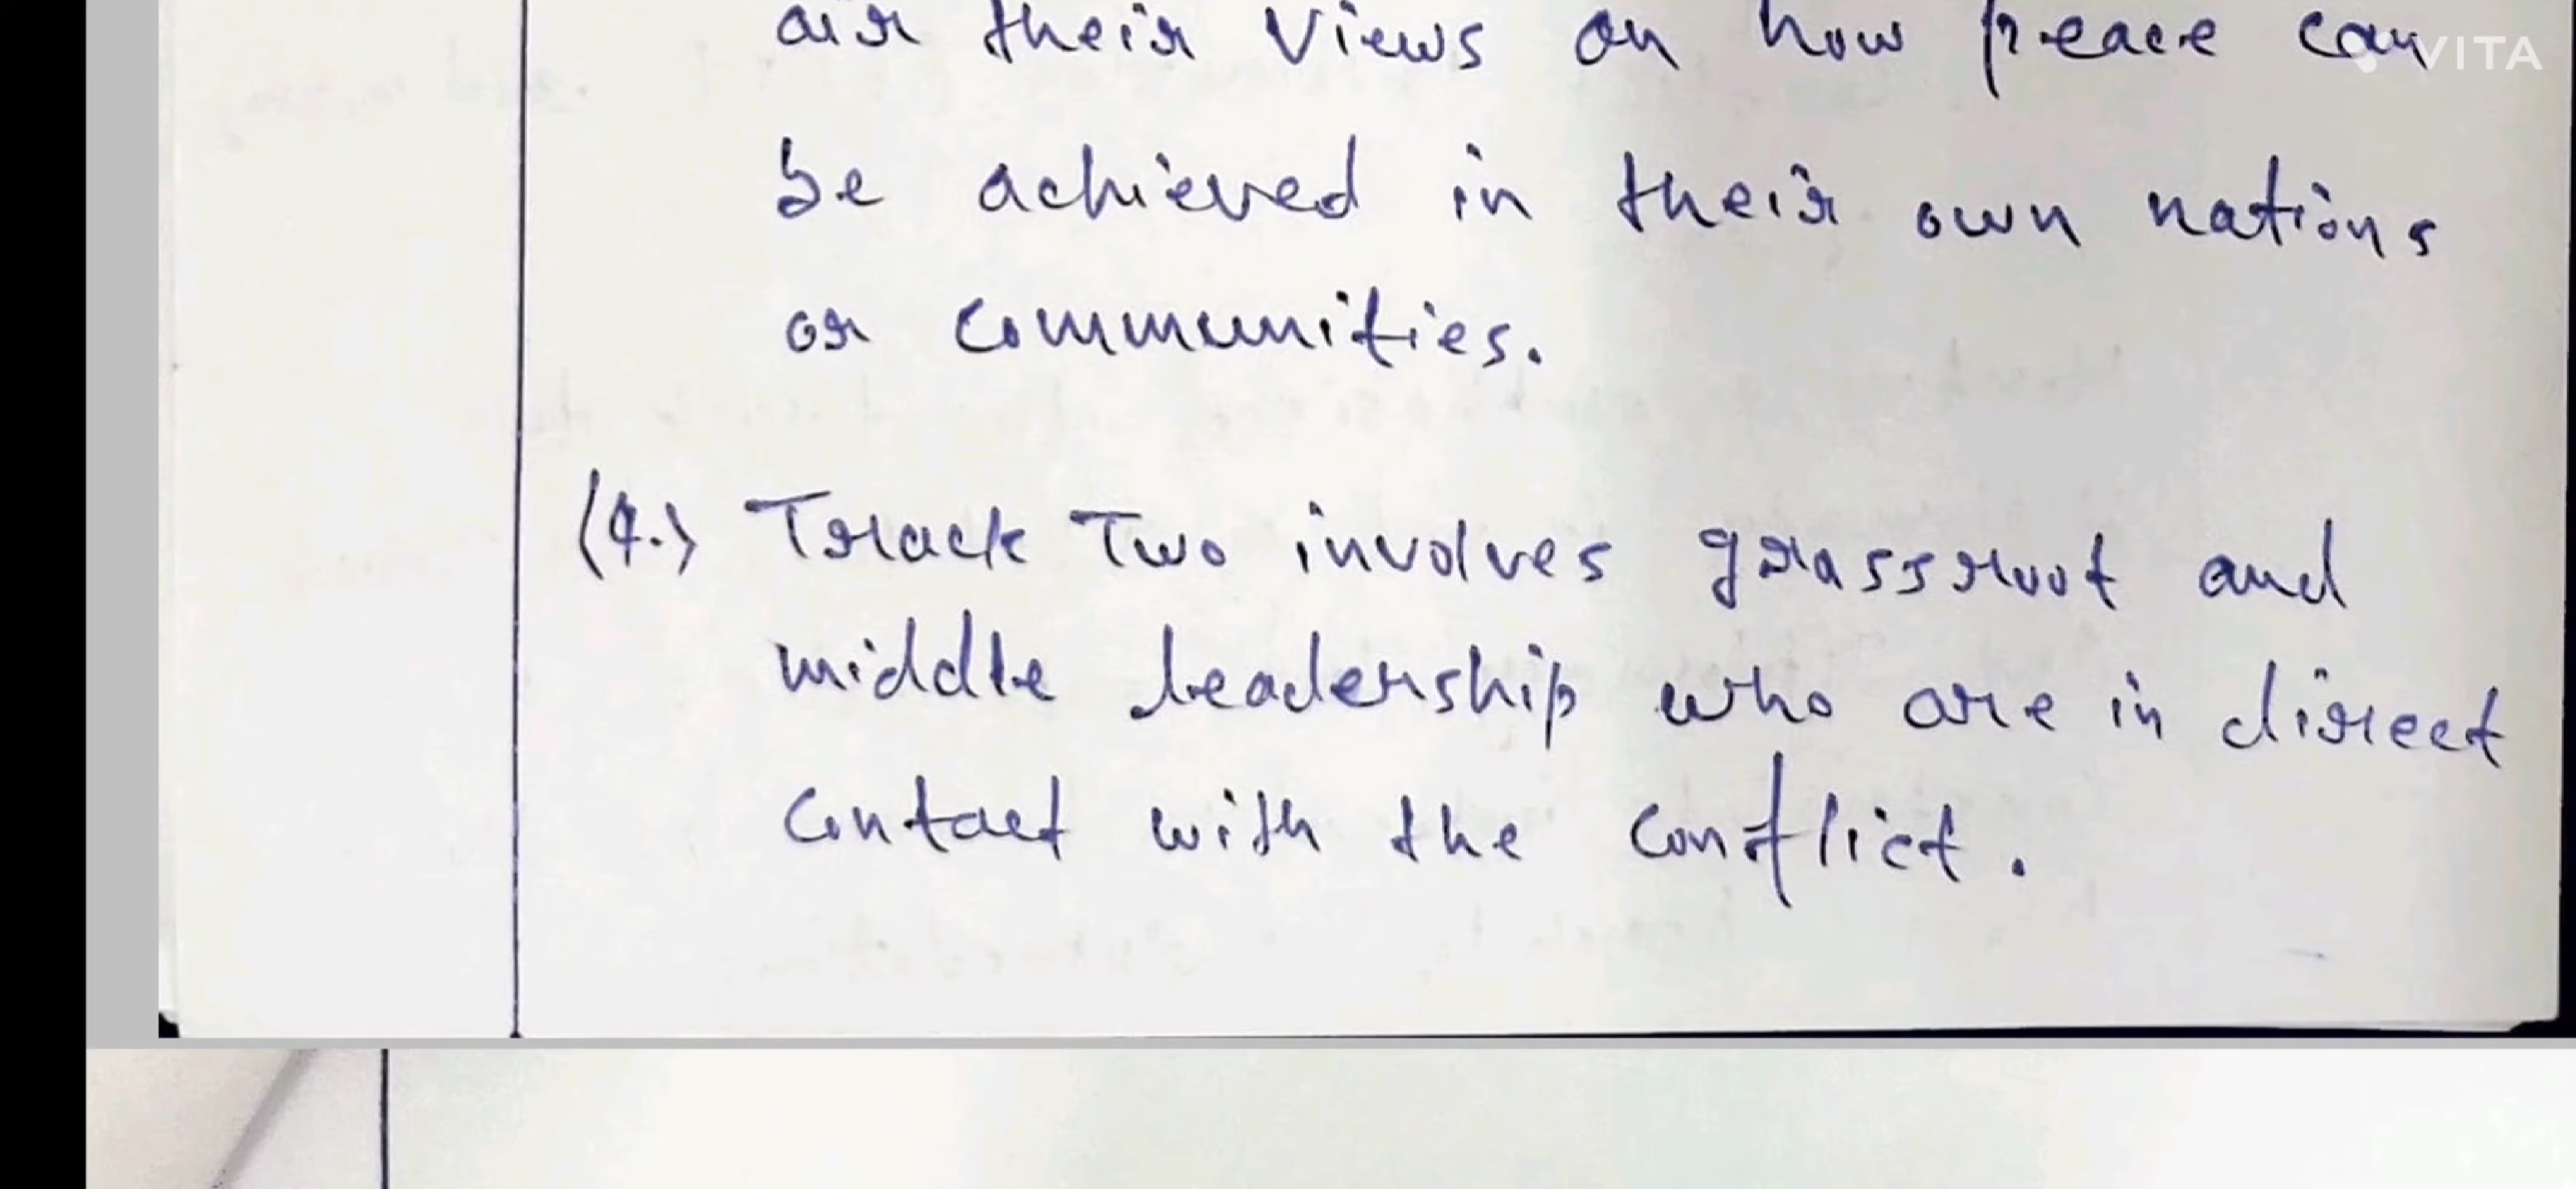 air their views on how peace can
VITA
be achieved in their own nations
or communities.
(4.) Track Two involves grassroot and
middle leadership who are in direct
contact with the conflict.